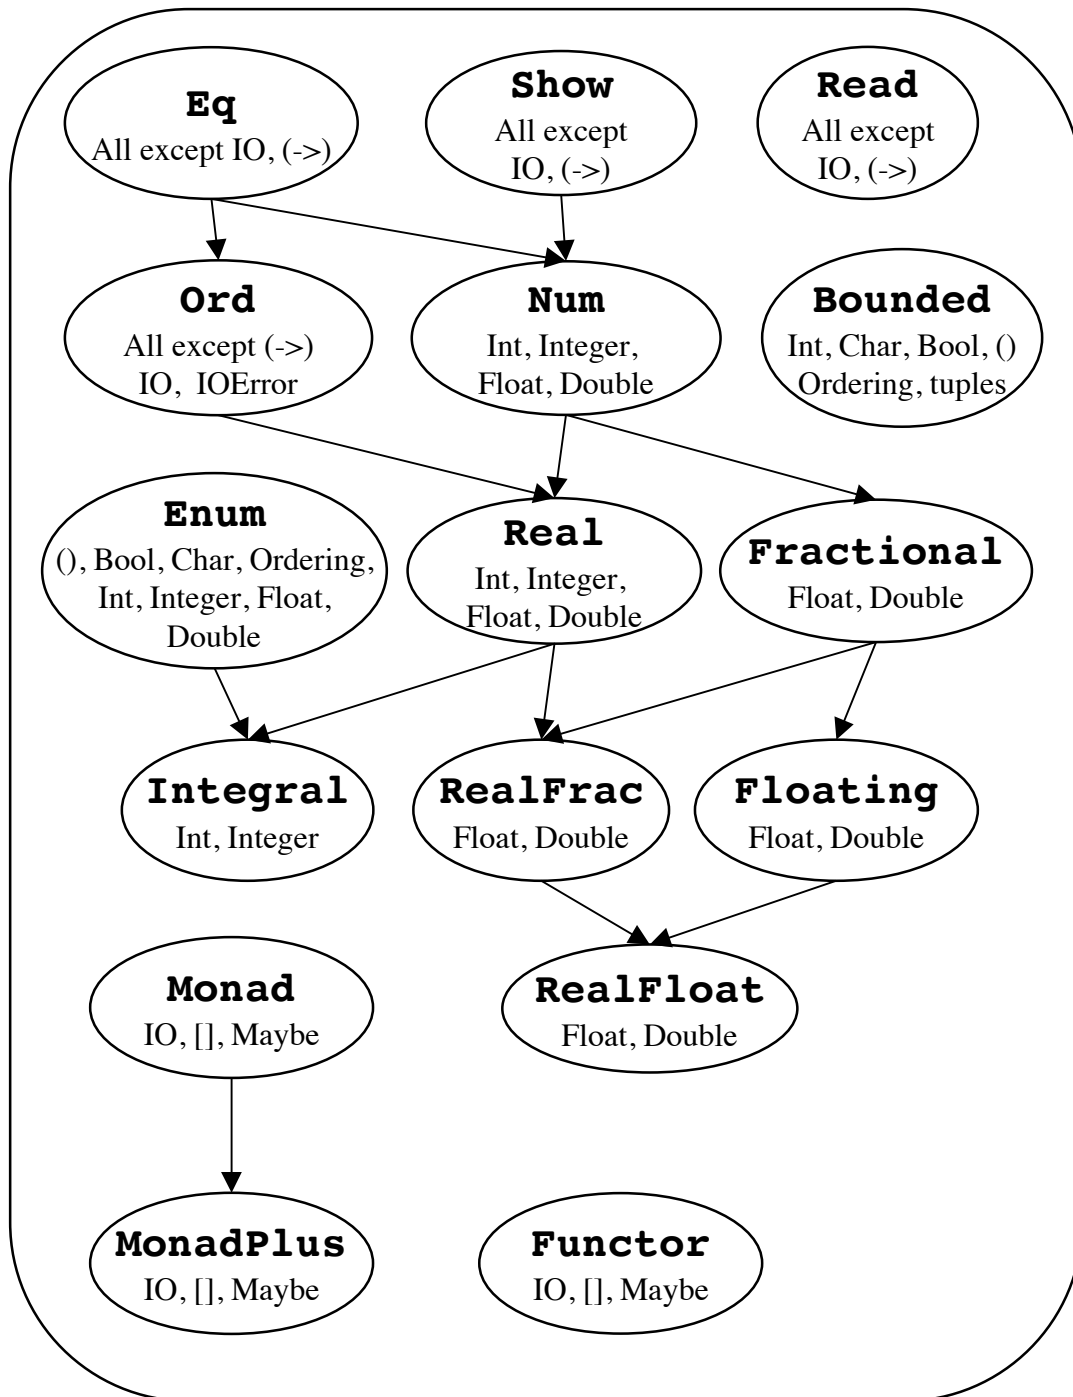 Eq
All except IO, (->)
Show
All except
IO, (->)
Read
All except
IO, (->)
Ord
All except (->)
IO, IOError
Num
Int, Integer,
Float, Double
Bounded
Int, Char, Bool, ()
Ordering, tuples
Enum
(), Bool, Char, Ordering,
Int, Integer, Float,
Double
Real
Int, Integer,
Float, Double
Fractional
Float, Double
Integral
Int, Integer
RealFrac
Float, Double
Floating
Float, Double
Monad
IO, [], Maybe
RealFloat
Float, Double
MonadPlus
IO, [], Maybe
Functor
IO, [], Maybe